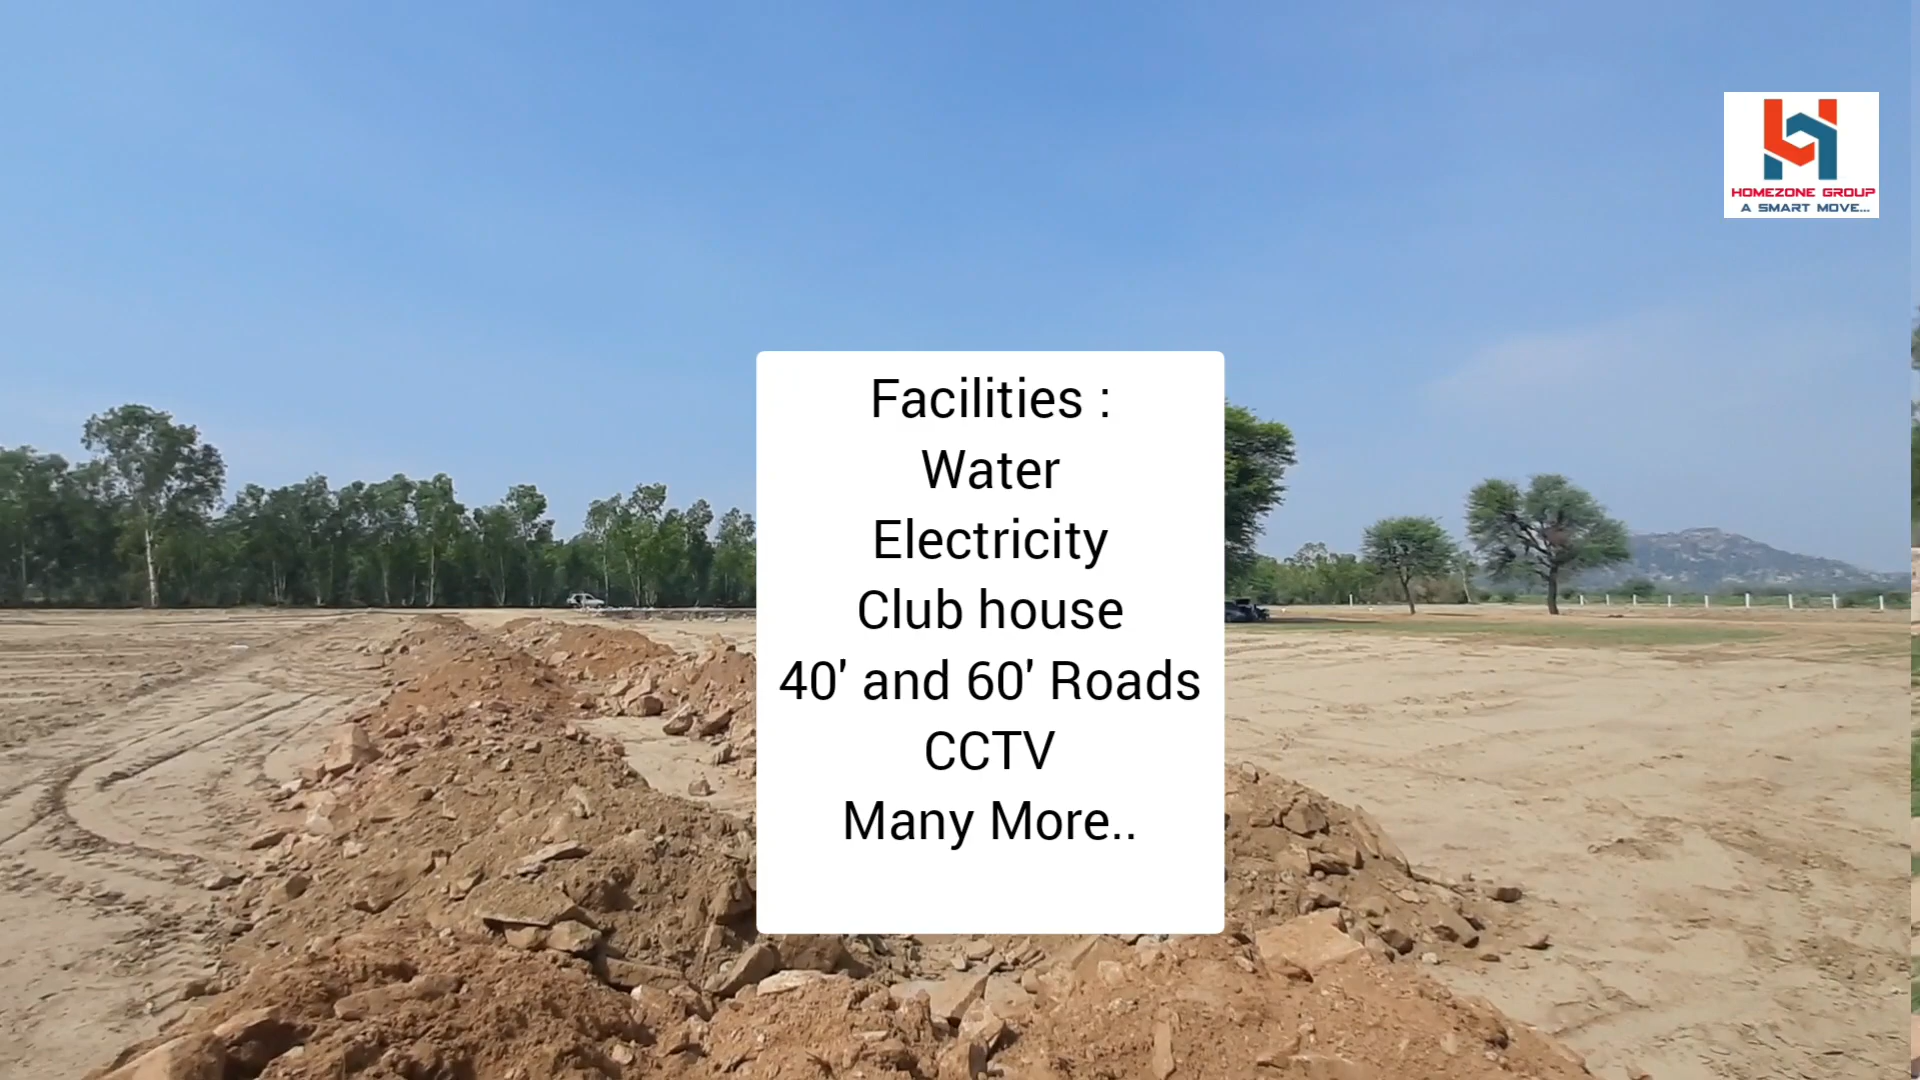 HOMEZONE GROUP
A SMART MOVE...
Facilities :
Water
Electricity
Club house
40' and 60' Roads
CCTV
Many More..